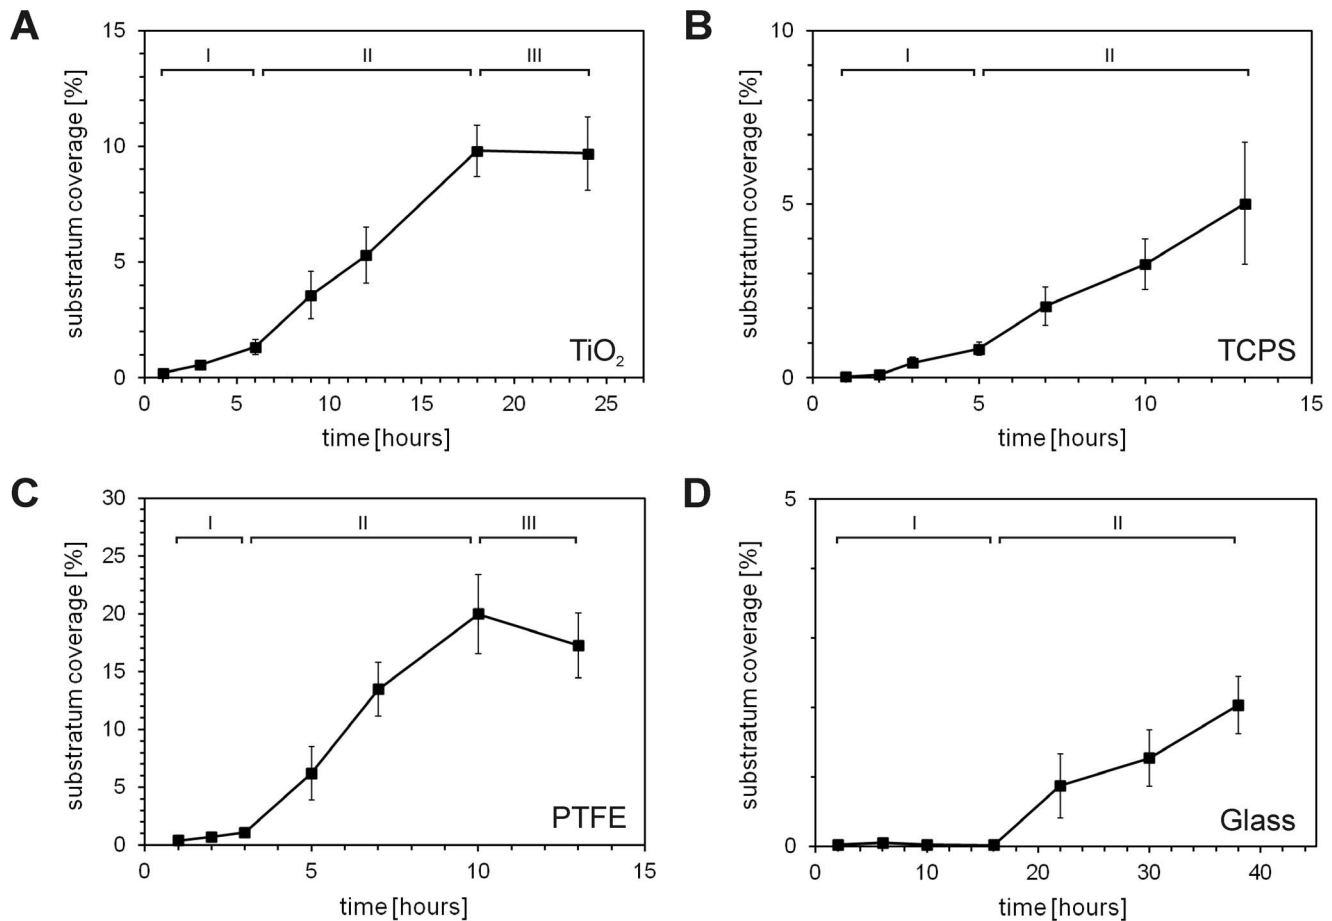 A
substratum coverage [%]
15
10
5
0
I
II
III
TiO₂
0
5
10
15
20
25
time [hours]
B
substratum coverage [%]
10
5
0
I
II
TCPS
0
5
10
15
time [hours]
C
substratum coverage [%]
30
25
20
15
10
5
0
I
II
III
PTFE
0
5
10
15
time [hours]
D
substratum coverage [%]
5
0
I
II
Glass
0
10
20
30
40
time [hours]